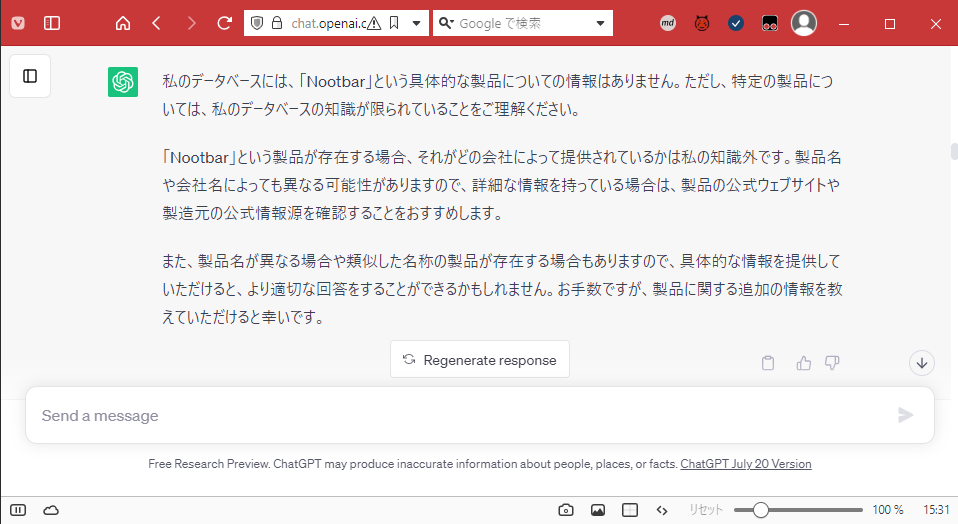 chat.openai.c
Google で検索
md
私のデータベースには、「Nootbar」という具体的な製品についての情報はありません。ただし、特定の製品につ
いては、私のデータベースの知識が限られていることをご理解ください。
「Nootbar」という製品が存在する場合、それがどの会社によって提供されているかは私の知識外です。製品名
や会社名によっても異なる可能性がありますので、詳細な情報を持っている場合は、製品の公式ウェブサイトや
製造元の公式情報源を確認することをおすすめします。
また、製品名が異なる場合や類似した名称の製品が存在する場合もありますので、具体的な情報を提供して
いただけると、より適切な回答をすることができるかもしれません。お手数ですが、製品に関する追加の情報を教
えていただけると幸いです。
Regenerate response
Send a message
Free Research Preview. ChatGPT may produce inaccurate information about people, places, or facts. ChatGPT July 20 Version
リセット
100 %
15:31